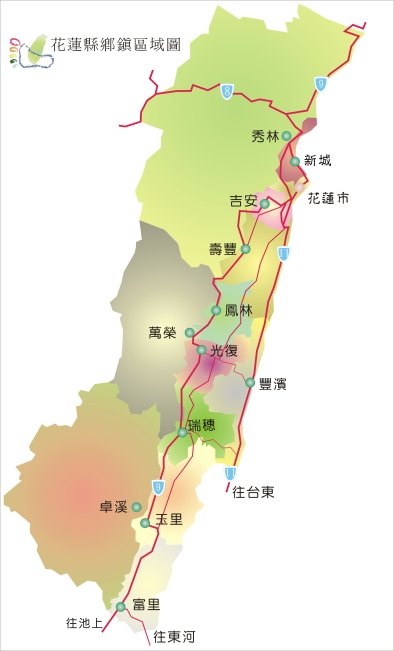 花蓮縣鄉鎮區域圖
8
9
秀林
新城
花蓮市
吉安
壽豐
11
鳳林
萬榮
光復
豐濱
瑞穗
11
9
往台東
卓溪
玉里
富里
往池上
往東河